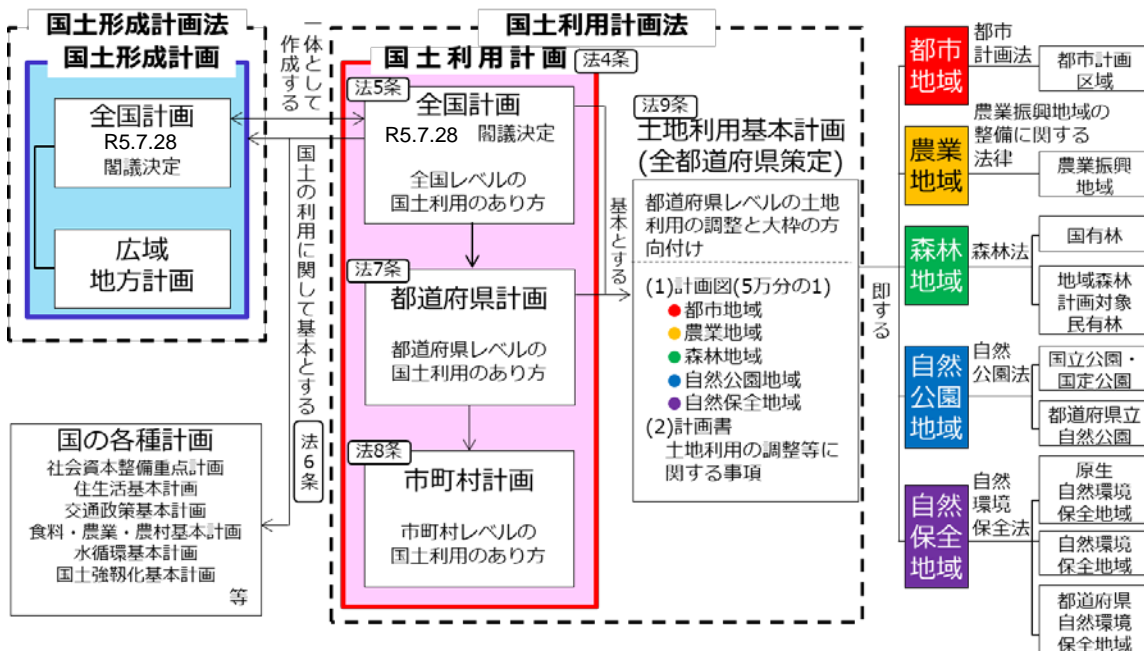 国土形成計画法
国土形成計画
全国計画
R5.7.28
閣議決定
広域
地方計画
一体として
作成する
国土の利用に関して基本とする
法6条
国の各種計画
社会資本整備重点計画
住生活基本計画
交通政策基本計画
食料・農業・農村基本計画
水循環基本計画
国土強靱化基本計画
等
国土利用計画法
国土利用計画
法4条
法5条
全国計画
R5.7.28 閣議決定
全国レベルの
国土利用のあり方
法7条
都道府県計画
都道府県レベルの
国土利用のあり方
法8条
市町村計画
市町村レベルの
国土利用のあり方
基本とする
法9条
土地利用基本計画
(全都道府県策定)
都道府県レベルの土地
利用の調整と大枠の方
向付け
(1)計画図(5万分の1)
都市地域
農業地域
森林地域
自然公園地域
自然保全地域
(2)計画書
土地利用の調整等に
関する事項
即する
都市
地域
都市
計画法
都市計画
区域
農業
地域
農業振興地域の
整備に関する
法律
農業振興
地域
森林
地域
森林法
国有林
地域森林
計画対象
民有林
自然
公園
地域
自然
公園法
国立公園・
国定公園
都道府県立
自然公園
自然
保全
地域
自然
環境
保全法
原生
自然環境
保全地域
自然環境
保全地域
都道府県
自然環境
保全地域